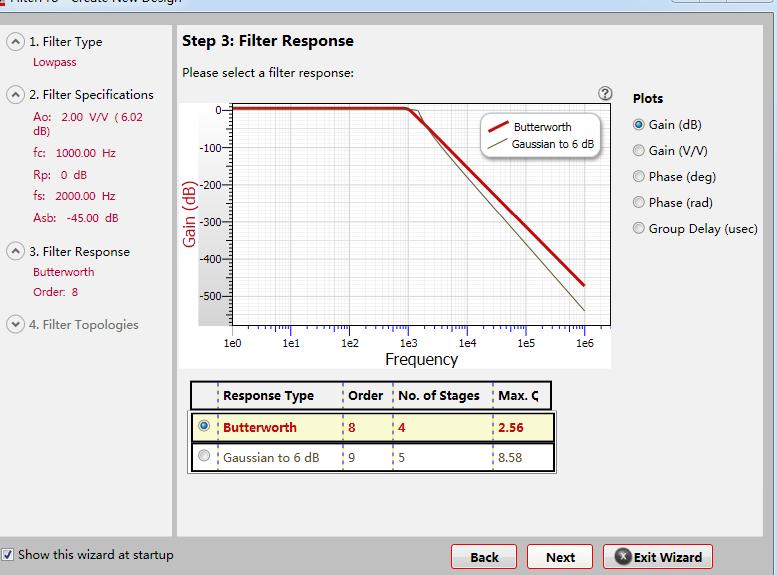 FilterPro - Create New Design
1. Filter Type
Lowpass
2. Filter Specifications
Ao: 2.00 V/V ( 6.02
dB)
fc: 1000.00 Hz
Rp: 0 dB
fs: 2000.00 Hz
Asb: -45.00 dB
3. Filter Response
Butterworth
Order: 8
4. Filter Topologies
Step 3: Filter Response
Please select a filter response:
?
Gain (dB)
0
-100
-200
-300
-400
-500
Butterworth
Gaussian to 6 dB
1e0 1e1 1e2 1e3 1e4 1e5 1e6
Frequency
Plots
Gain (dB)
Gain (V/V)
Phase (deg)
Phase (rad)
Group Delay (usec)
Response Type Order No. of Stages Max. Q
Butterworth 8 4 2.56
Gaussian to 6 dB 9 5 8.58
Show this wizard at startup
Back Next Exit Wizard